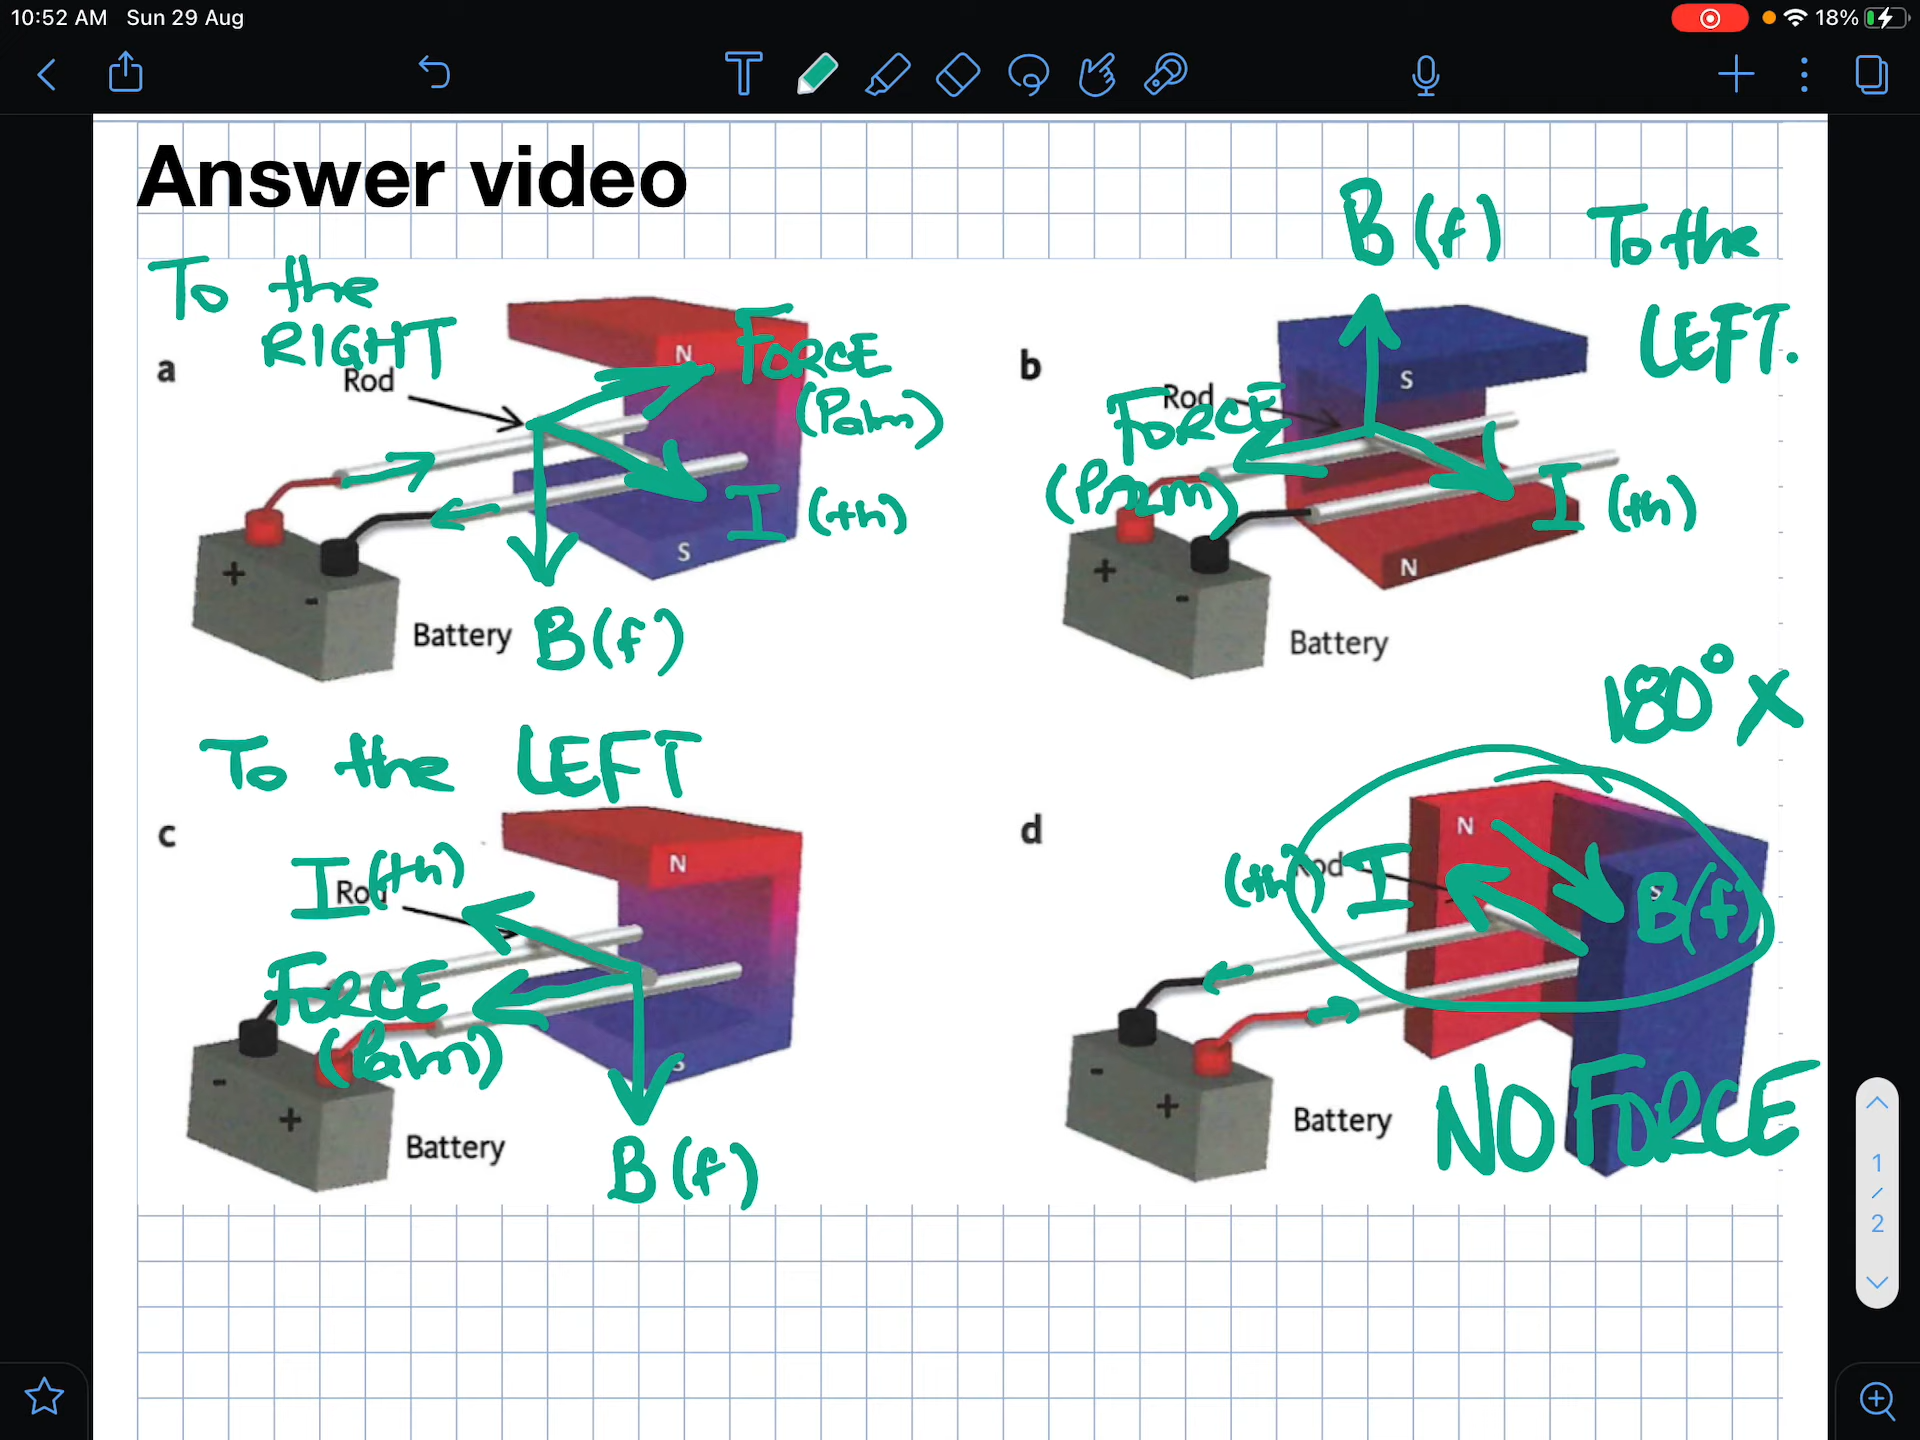 10:52 AM Sun 29 Aug
18%
T
Answer video
To the
RIGHT
a
Rod
N
FORCE
(Palm)
I (th)
S
+
-
Battery
B (f)
B (f)
To the
LEFT.
b
S
Rod
FORCE
(Palm)
I (th)
N
+
-
Battery
To the LEFT
c
N
I (th)
Rod
FORCE
(Palm)
S
-
+
Battery
B (f)
180° X
d
N
Rod
(th) I
S
B(f)
-
+
Battery
NO FORCE
1
/
2